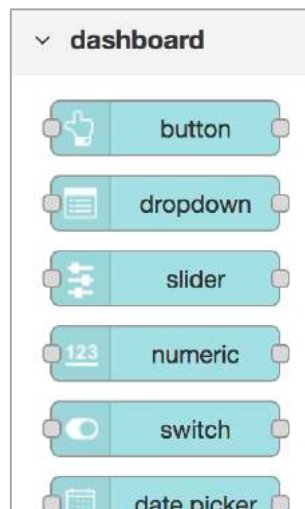 dashboard
button
dropdown
slider
123 numeric
switch
date picker